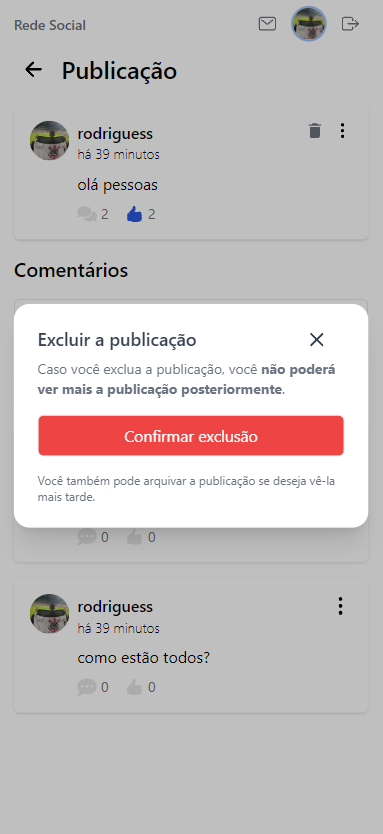 Rede Social
Publicação
rodriguess
há 39 minutos
olá pessoas
2 2
Comentários
Excluir a publicação
Caso você exclua a publicação, você não poderá
ver mais a publicação posteriormente.
Confirmar exclusão
Você também pode arquivar a publicação se deseja vê-la
mais tarde.
0 0
rodriguess
há 39 minutos
como estão todos?
0 0